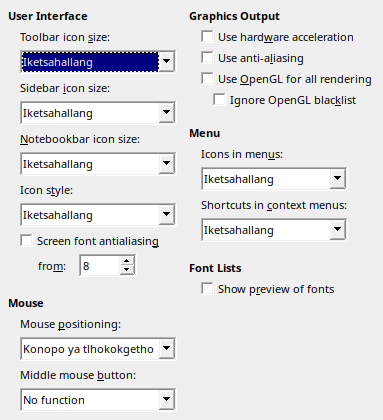 User Interface
Toolbar icon size:
Iketsahallang
Sidebar icon size:
Iketsahallang
Notebookbar icon size:
Iketsahallang
Icon style:
Iketsahallang
Screen font antialiasing
from:
8
Mouse
Mouse positioning:
Konopo ya tlhokokgetho
Middle mouse button:
No function
Graphics Output
Use hardware acceleration
Use anti-aliasing
Use OpenGL for all rendering
Ignore OpenGL blacklist
Menu
Icons in menus:
Iketsahallang
Shortcuts in context menus:
Iketsahallang
Font Lists
Show preview of fonts